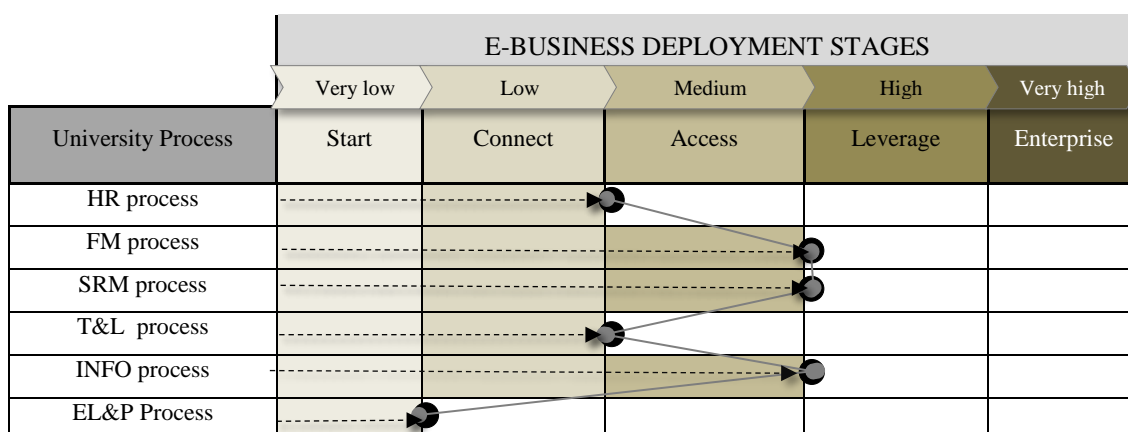 E-BUSINESS DEPLOYMENT STAGES
Very low Low Medium High Very high
University Process Start Connect Access Leverage Enterprise
HR process
FM process
SRM process
T&L process
INFO process
EL&P Process